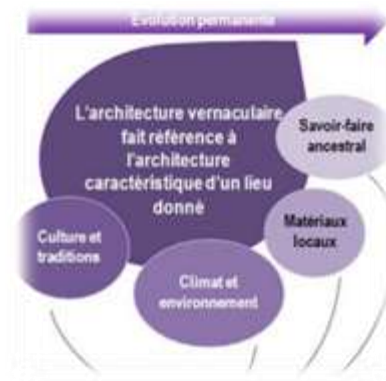 Evolution permanente
L'architecture vernaculaire
fait référence à
l'architecture
caractéristique d'un lieu
donné
Savoir-faire
ancestral
Matériaux
locaux
Culture et
traditions
Climat et
environnement